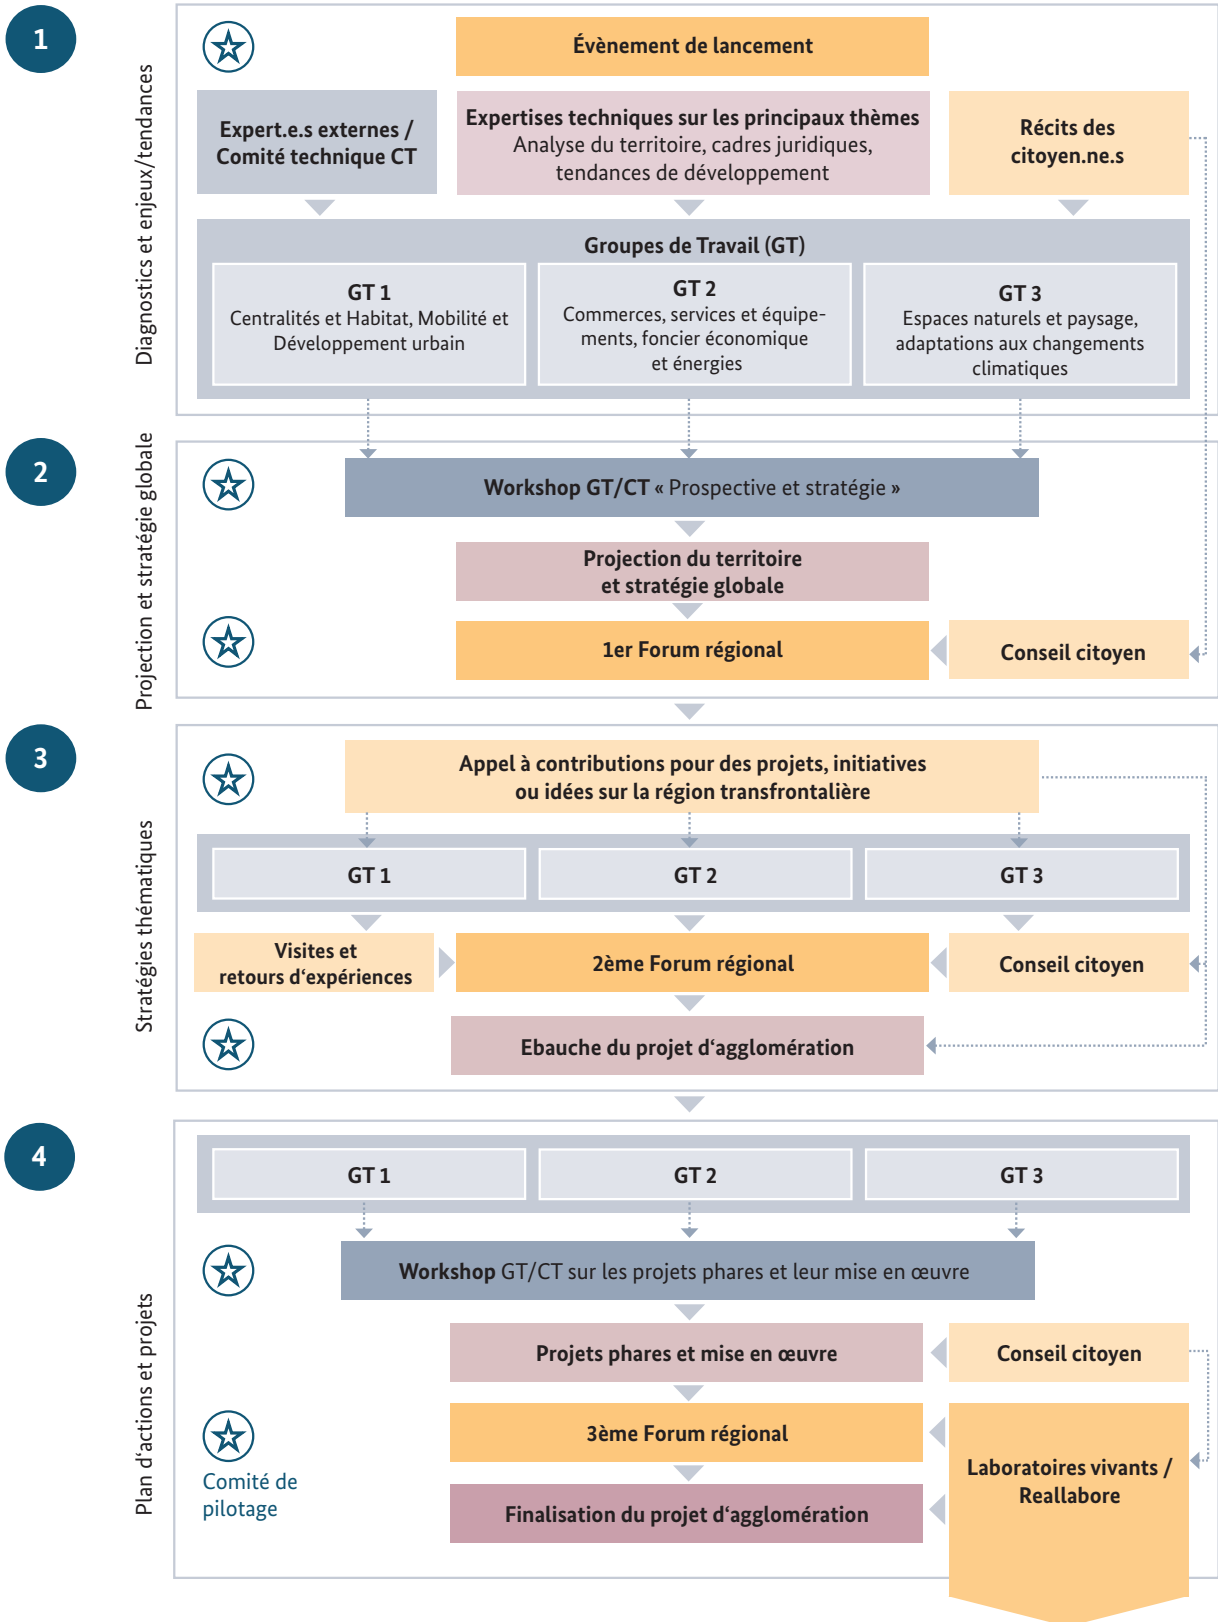 1
Diagnostics et enjeux/tendances
Évènement de lancement
Expert.e.s externes /
Comité technique CT
Expertises techniques sur les principaux thèmes
Analyse du territoire, cadres juridiques,
tendances de développement
Récits des
citoyen.ne.s
Groupes de Travail (GT)
GT 1
Centralités et Habitat, Mobilité et
Développement urbain
GT 2
Commerces, services et équipe-
ments, foncier économique
et énergies
GT 3
Espaces naturels et paysage,
adaptations aux changements
climatiques
2
Projection et stratégie globale
Workshop GT/CT « Prospective et stratégie »
Projection du territoire
et stratégie globale
1er Forum régional
Conseil citoyen
3
Stratégies thématiques
Appel à contributions pour des projets, initiatives
ou idées sur la région transfrontalière
GT 1
GT 2
GT 3
Visites et
retours d‘expériences
2ème Forum régional
Conseil citoyen
Ebauche du projet d‘agglomération
4
Plan d‘actions et projets
GT 1
GT 2
GT 3
Workshop GT/CT sur les projets phares et leur mise en œuvre
Projets phares et mise en œuvre
Conseil citoyen
3ème Forum régional
Comité de
pilotage
Laboratoires vivants /
Reallabore
Finalisation du projet d‘agglomération